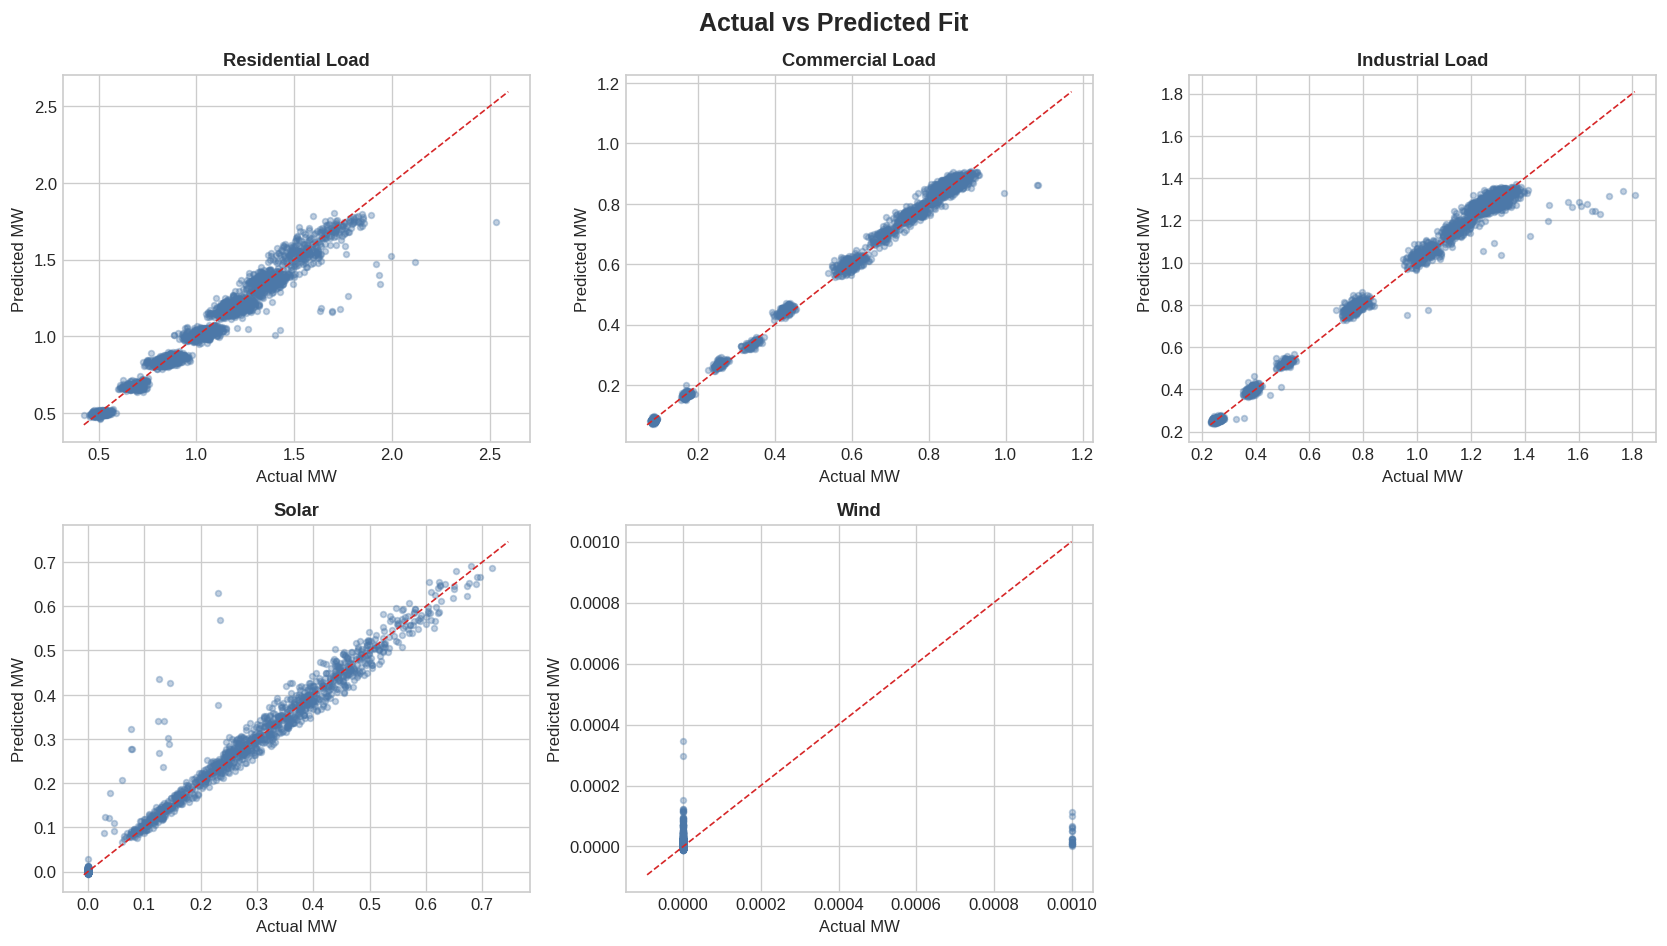 Actual vs Predicted Fit
Residential Load
Predicted MW
2.5
2.0
1.5
1.0
0.5
0.5 1.0 1.5 2.0 2.5
Actual MW
Commercial Load
Predicted MW
1.2
1.0
0.8
0.6
0.4
0.2
0.2 0.4 0.6 0.8 1.0 1.2
Actual MW
Industrial Load
Predicted MW
1.8
1.6
1.4
1.2
1.0
0.8
0.6
0.4
0.2
0.2 0.4 0.6 0.8 1.0 1.2 1.4 1.6 1.8
Actual MW
Solar
Predicted MW
0.7
0.6
0.5
0.4
0.3
0.2
0.1
0.0
0.0 0.1 0.2 0.3 0.4 0.5 0.6 0.7
Actual MW
Wind
Predicted MW
0.0010
0.0008
0.0006
0.0004
0.0002
0.0000
0.0000 0.0002 0.0004 0.0006 0.0008 0.0010
Actual MW